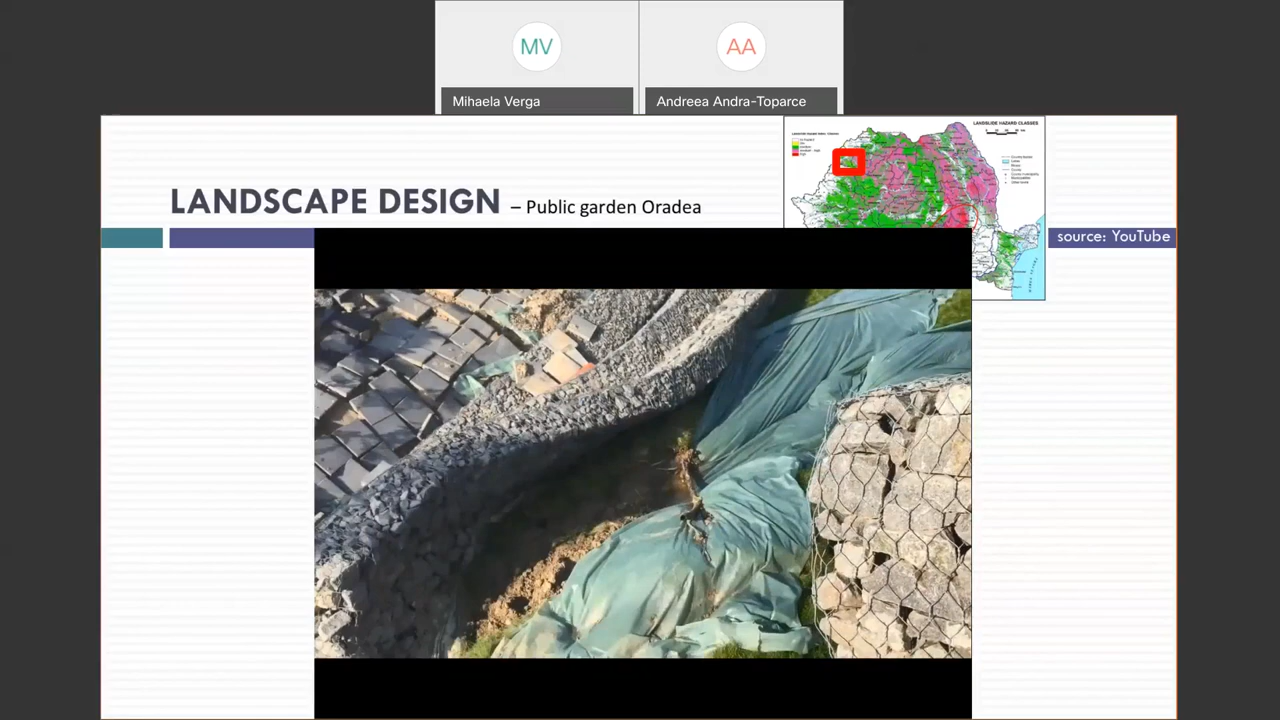 MV
AA
Mihaela Verga
Andreea Andra-Toparce
LANDSLIDE HAZARD CLASSES
LANDSCAPE DESIGN – Public garden Oradea
source: YouTube